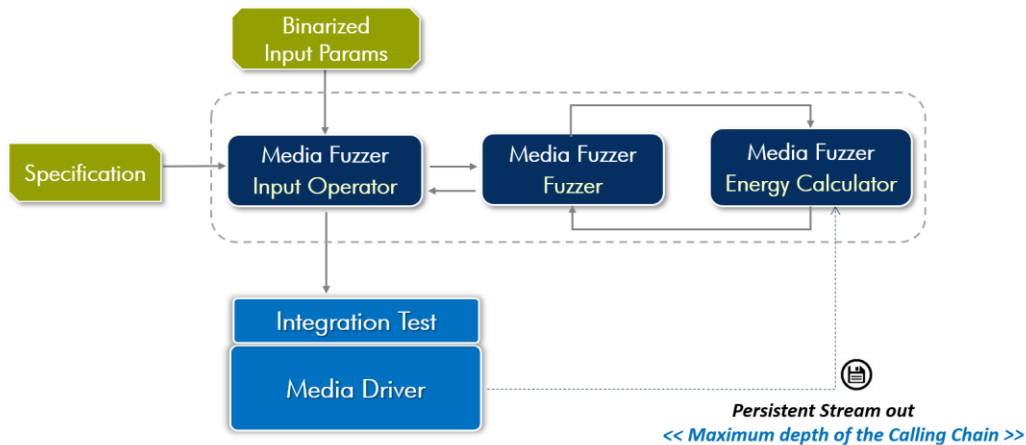 Binarized
Input Params
Specification
Media Fuzzer
Input Operator
Media Fuzzer
Fuzzer
Media Fuzzer
Energy Calculator
Integration Test
Media Driver
Persistent Stream out
<< Maximum depth of the Calling Chain >>